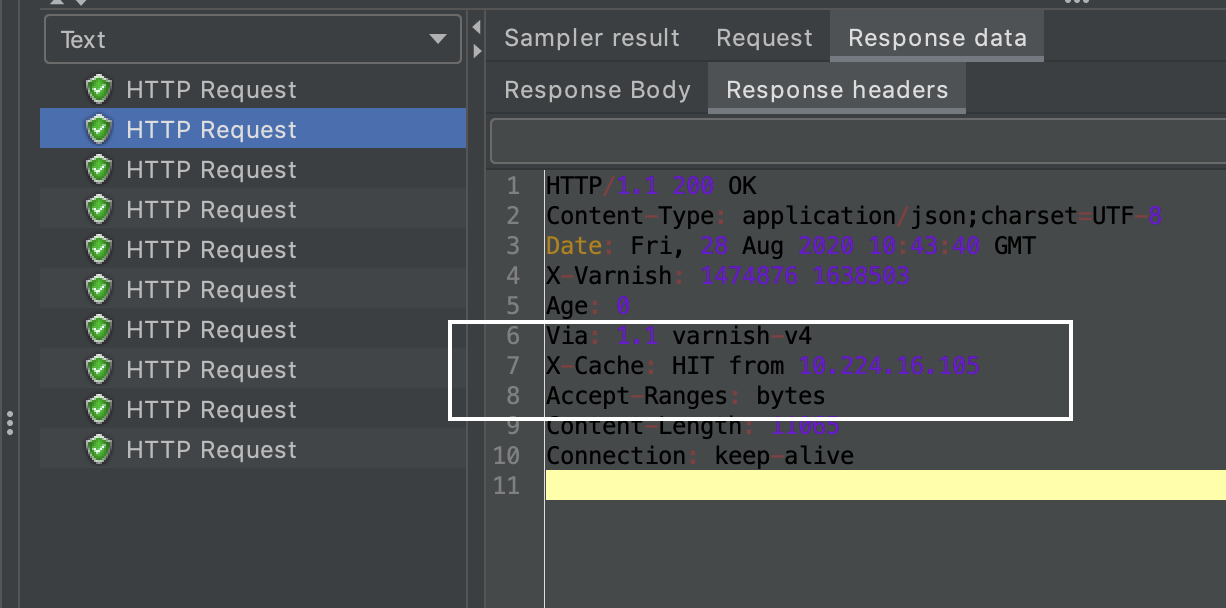 Text
HTTP Request
HTTP Request
HTTP Request
HTTP Request
HTTP Request
HTTP Request
HTTP Request
HTTP Request
HTTP Request
HTTP Request
Sampler result Request Response data
Response Body Response headers
1 HTTP/1.1 200 OK
2 Content-Type: application/json;charset=UTF-8
3 Date: Fri, 28 Aug 2020 10:43:40 GMT
4 X-Varnish: 1474876 1638503
5 Age: 0
6 Via: 1.1 varnish-v4
7 X-Cache: HIT from 10.224.16.105
8 Accept-Ranges: bytes
9 Content-Length: 11065
10 Connection: keep-alive
11